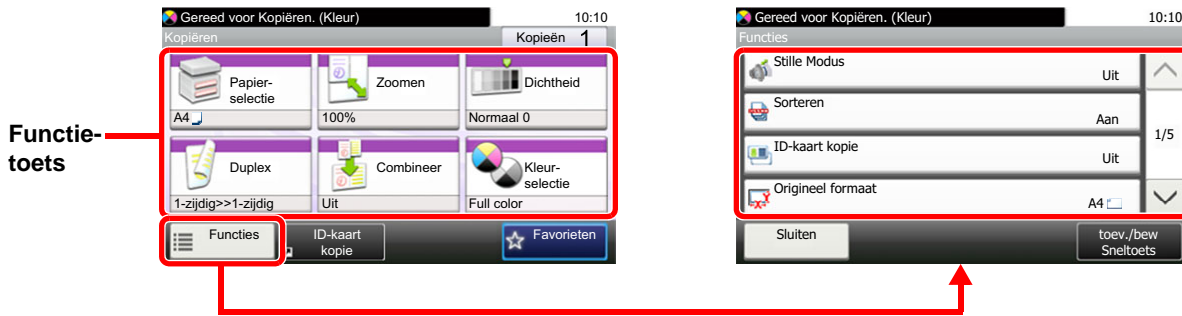 Gereed voor Kopiëren. (Kleur) 10:10
Kopiëren Kopieën 1
Papier-
selectie
A4
Zoomen
100%
Dichtheid
Normaal 0
Duplex
1-zijdig>>1-zijdig
Combineer
Uit
Kleur-
selectie
Full color
Functies
ID-kaart
kopie
Favorieten
Functie-
toets
Gereed voor Kopiëren. (Kleur) 10:10
Functies
Stille Modus
Uit
Sorteren
Aan
ID-kaart kopie
Uit
Origineel formaat
A4
1/5
Sluiten
toev./bew
Sneltoets